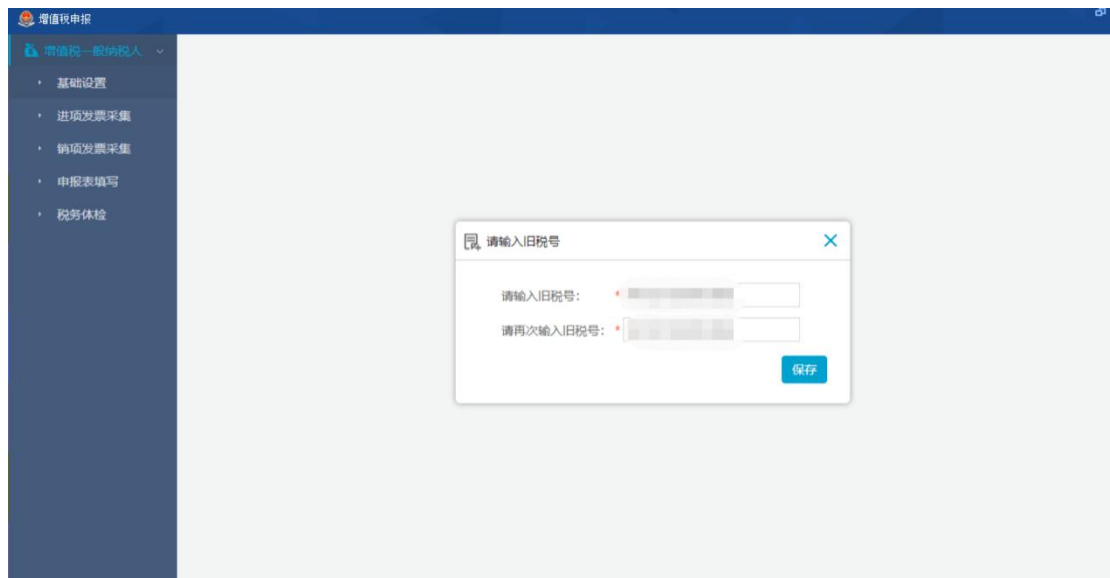 增值税申报
增值税一般纳税人
基础设置
进项发票采集
销项发票采集
申报表填写
税务体检
请输入旧税号
请输入旧税号： *
请再次输入旧税号： *
保存